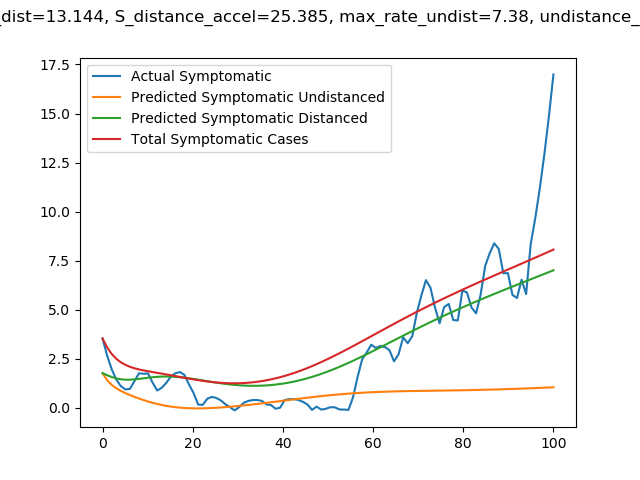 _dist=13.144, S_distance_accel=25.385, max_rate_undist=7.38, undistance_
17.5
15.0
12.5
10.0
7.5
5.0
2.5
0.0
Actual Symptomatic
Predicted Symptomatic Undistanced
Predicted Symptomatic Distanced
Total Symptomatic Cases
0 20 40 60 80 100